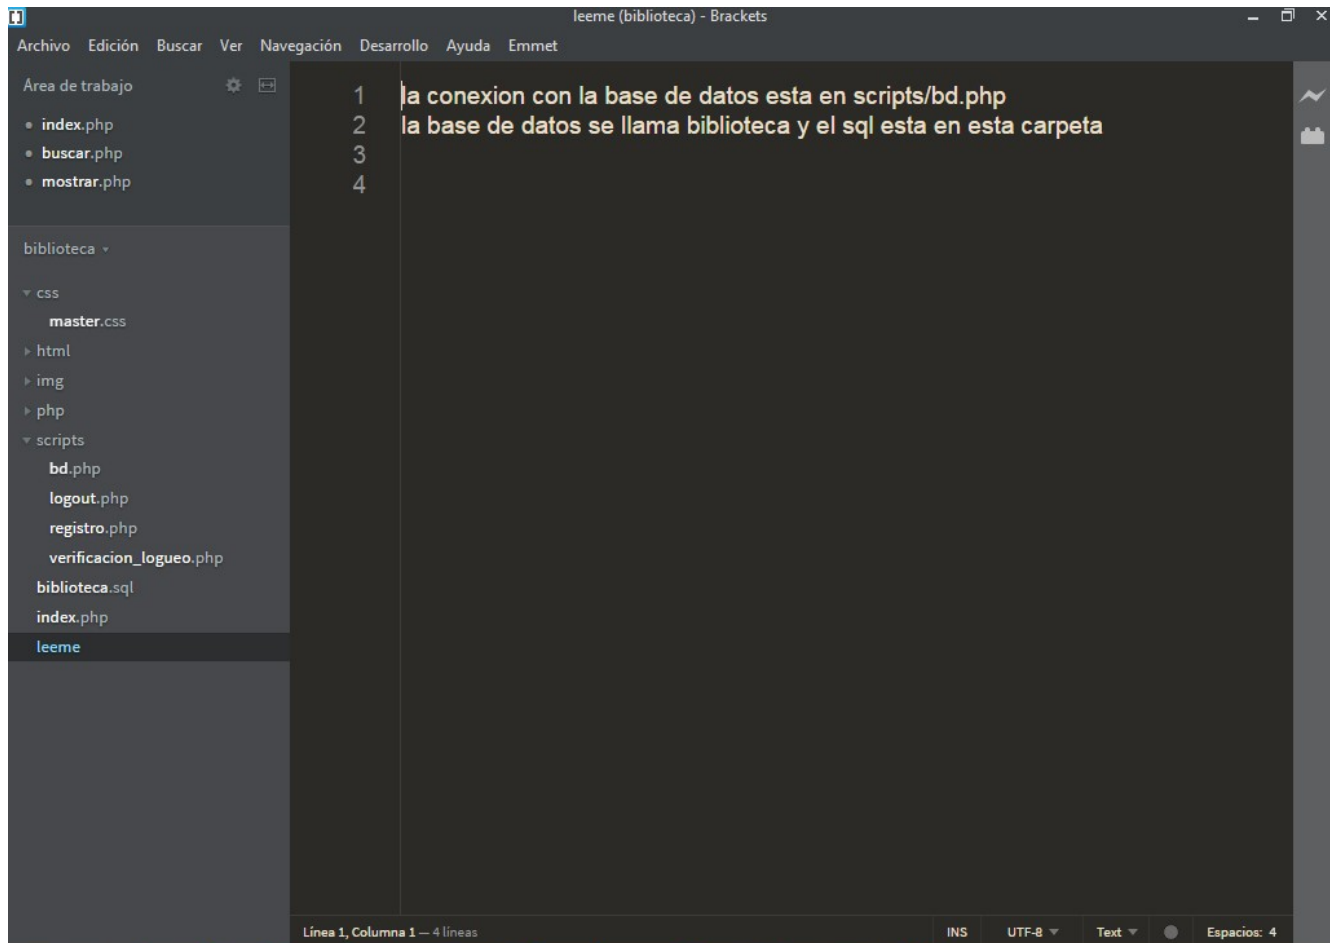 leeme (biblioteca) - Brackets
Archivo Edición Buscar Ver Navegación Desarrollo Ayuda Emmet
Área de trabajo
index.php
buscar.php
mostrar.php
biblioteca
css
master.css
html
img
php
scripts
bd.php
logout.php
registro.php
verificacion_logueo.php
biblioteca.sql
index.php
leeme
1 la conexion con la base de datos esta en scripts/bd.php
2 la base de datos se llama biblioteca y el sql esta en esta carpeta
3
4
Línea 1, Columna 1 — 4 líneas INS UTF-8 Text Espacios: 4